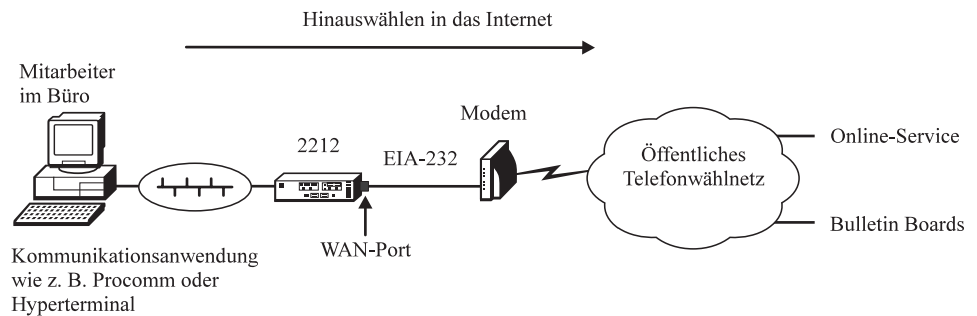 Hinauswählen in das Internet
Mitarbeiter
im Büro
Modem
2212
EIA-232
Öffentliches
Telefonwählnetz
Online-Service
Bulletin Boards
WAN-Port
Kommunikationsanwendung
wie z. B. Procomm oder
Hyperterminal